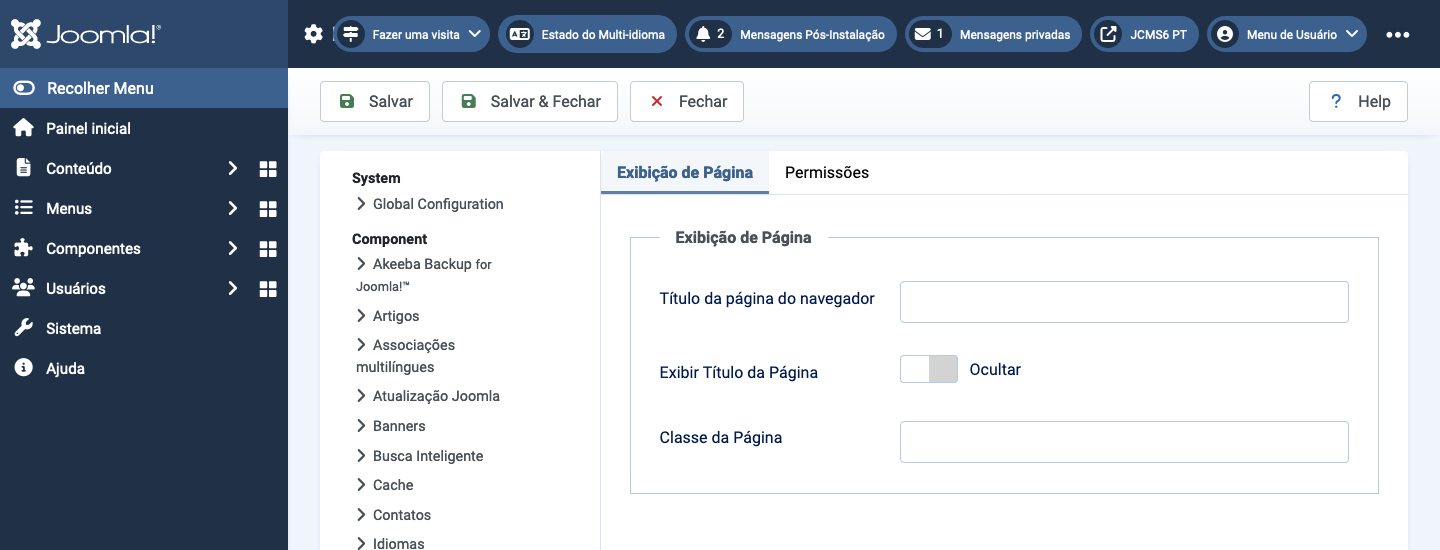 Joomla!®
Fazer uma visita
Estado do Multi-idioma
2 Mensagens Pós-Instalação
1 Mensagens privadas
JCMS6 PT
Menu de Usuário
Recolher Menu
Painel inicial
Conteúdo
Menus
Componentes
Usuários
Sistema
Ajuda
Salvar
Salvar & Fechar
Fechar
? Help
System
Global Configuration
Component
Akeeba Backup for
Joomla!™
Artigos
Associações
multilíngues
Atualização Joomla
Banners
Busca Inteligente
Cache
Contatos
Idiomas
Exibição de Página
Permissões
Exibição de Página
Título da página do navegador
Exibir Título da Página
Ocultar
Classe da Página